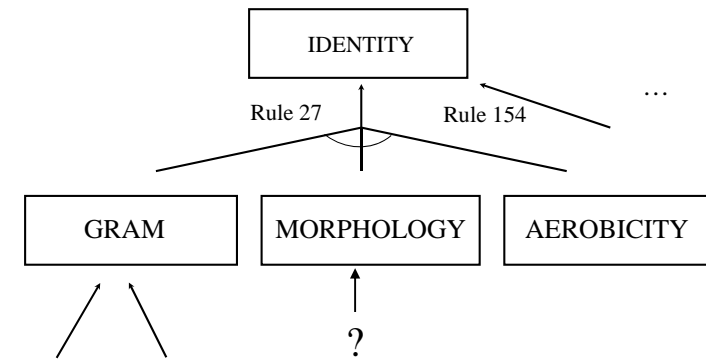 IDENTITY
...
Rule 27
Rule 154
GRAM
MORPHOLOGY
AEROBICITY
?